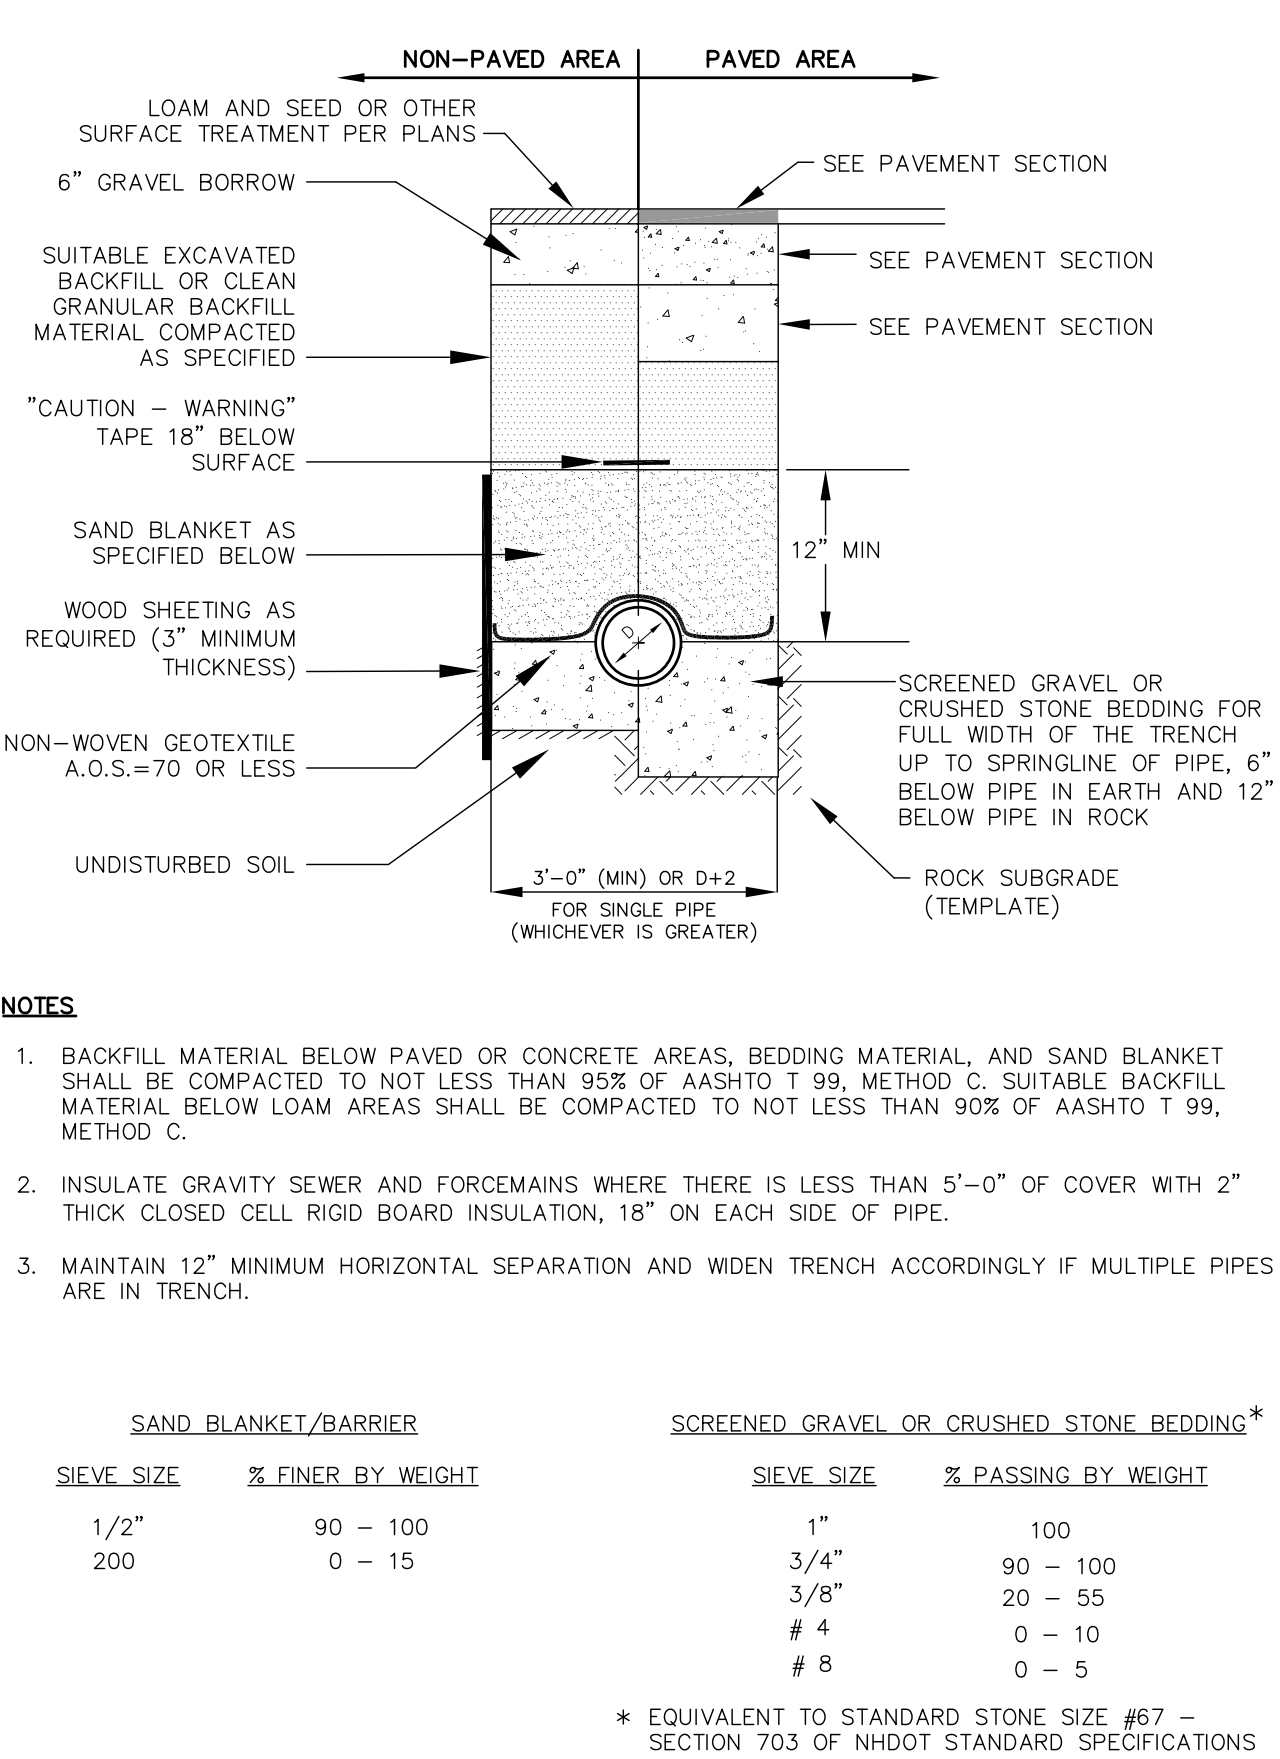 NON-PAVED AREA
PAVED AREA
LOAM AND SEED OR OTHER
SURFACE TREATMENT PER PLANS
SEE PAVEMENT SECTION
6" GRAVEL BORROW
SUITABLE EXCAVATED
BACKFILL OR CLEAN
GRANULAR BACKFILL
MATERIAL COMPACTED
AS SPECIFIED
SEE PAVEMENT SECTION
SEE PAVEMENT SECTION
"CAUTION - WARNING"
TAPE 18" BELOW
SURFACE
SAND BLANKET AS
SPECIFIED BELOW
12" MIN
WOOD SHEETING AS
REQUIRED (3" MINIMUM
THICKNESS)
D
SCREENED GRAVEL OR
CRUSHED STONE BEDDING FOR
FULL WIDTH OF THE TRENCH
UP TO SPRINGLINE OF PIPE, 6"
BELOW PIPE IN EARTH AND 12"
BELOW PIPE IN ROCK
NON-WOVEN GEOTEXTILE
A.O.S.=70 OR LESS
UNDISTURBED SOIL
3'-0" (MIN) OR D+2
FOR SINGLE PIPE
(WHICHEVER IS GREATER)
ROCK SUBGRADE
(TEMPLATE)
NOTES
1. BACKFILL MATERIAL BELOW PAVED OR CONCRETE AREAS, BEDDING MATERIAL, AND SAND BLANKET
SHALL BE COMPACTED TO NOT LESS THAN 95% OF AASHTO T 99, METHOD C. SUITABLE BACKFILL
MATERIAL BELOW LOAM AREAS SHALL BE COMPACTED TO NOT LESS THAN 90% OF AASHTO T 99,
METHOD C.
2. INSULATE GRAVITY SEWER AND FORCEMAINS WHERE THERE IS LESS THAN 5'-0" OF COVER WITH 2"
THICK CLOSED CELL RIGID BOARD INSULATION, 18" ON EACH SIDE OF PIPE.
3. MAINTAIN 12" MINIMUM HORIZONTAL SEPARATION AND WIDEN TRENCH ACCORDINGLY IF MULTIPLE PIPES
ARE IN TRENCH.
SAND BLANKET/BARRIER
SIEVE SIZE % FINER BY WEIGHT
1/2" 90 - 100
200 0 - 15
SCREENED GRAVEL OR CRUSHED STONE BEDDING*
SIEVE SIZE % PASSING BY WEIGHT
1" 100
3/4" 90 - 100
3/8" 20 - 55
# 4 0 - 10
# 8 0 - 5
* EQUIVALENT TO STANDARD STONE SIZE #67 -
SECTION 703 OF NHDOT STANDARD SPECIFICATIONS